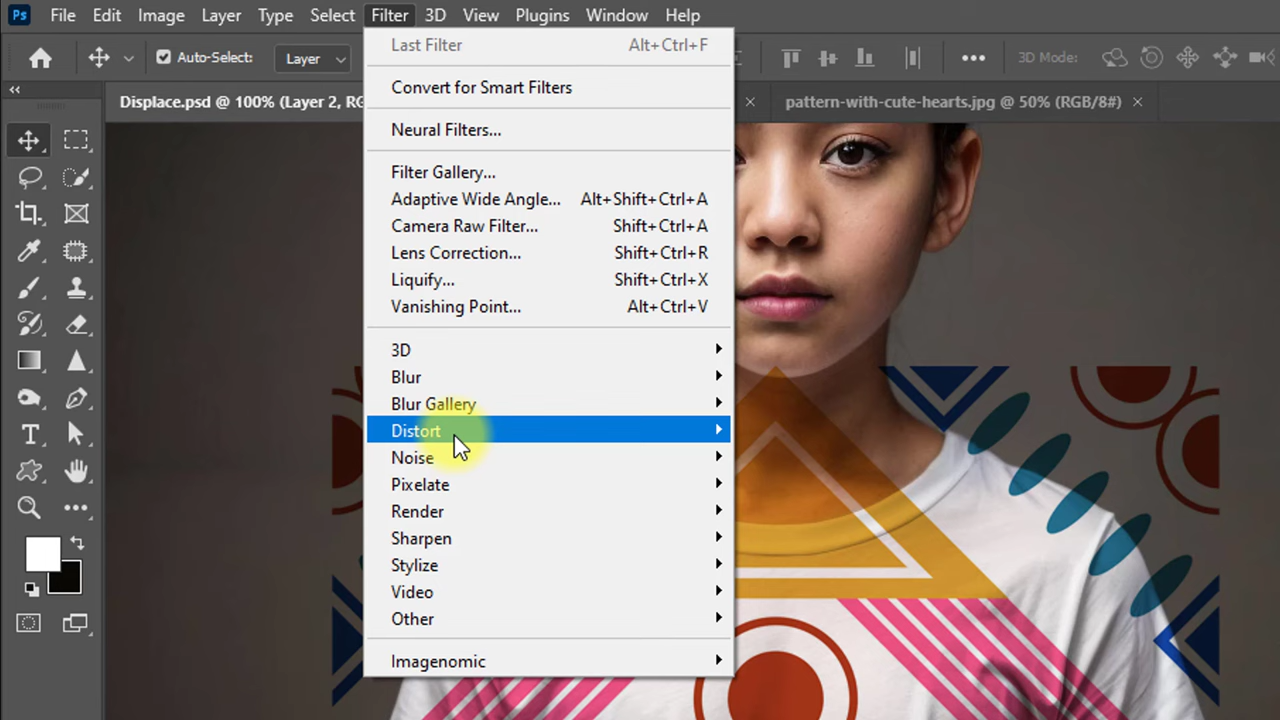 Ps File Edit Image Layer Type Select Filter 3D View Plugins Window Help
Auto-Select: Layer 3D Mode:
Displace.psd @ 100% (Layer 2, RG pattern-with-cute-hearts.jpg @ 50% (RGB/8#)
Last Filter Alt+Ctrl+F
Convert for Smart Filters
Neural Filters...
Filter Gallery...
Adaptive Wide Angle... Alt+Shift+Ctrl+A
Camera Raw Filter... Shift+Ctrl+A
Lens Correction... Shift+Ctrl+R
Liquify... Shift+Ctrl+X
Vanishing Point... Alt+Ctrl+V
3D
Blur
Blur Gallery
Distort
Noise
Pixelate
Render
Sharpen
Stylize
Video
Other
Imagenomic